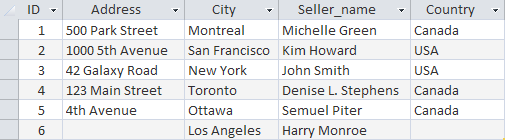 ID Address City Seller_name Country
1 500 Park Street Montreal Michelle Green Canada
2 1000 5th Avenue San Francisco Kim Howard USA
3 42 Galaxy Road New York John Smith USA
4 123 Main Street Toronto Denise L. Stephens Canada
5 4th Avenue Ottawa Semuel Piter Canada
6 Los Angeles Harry Monroe